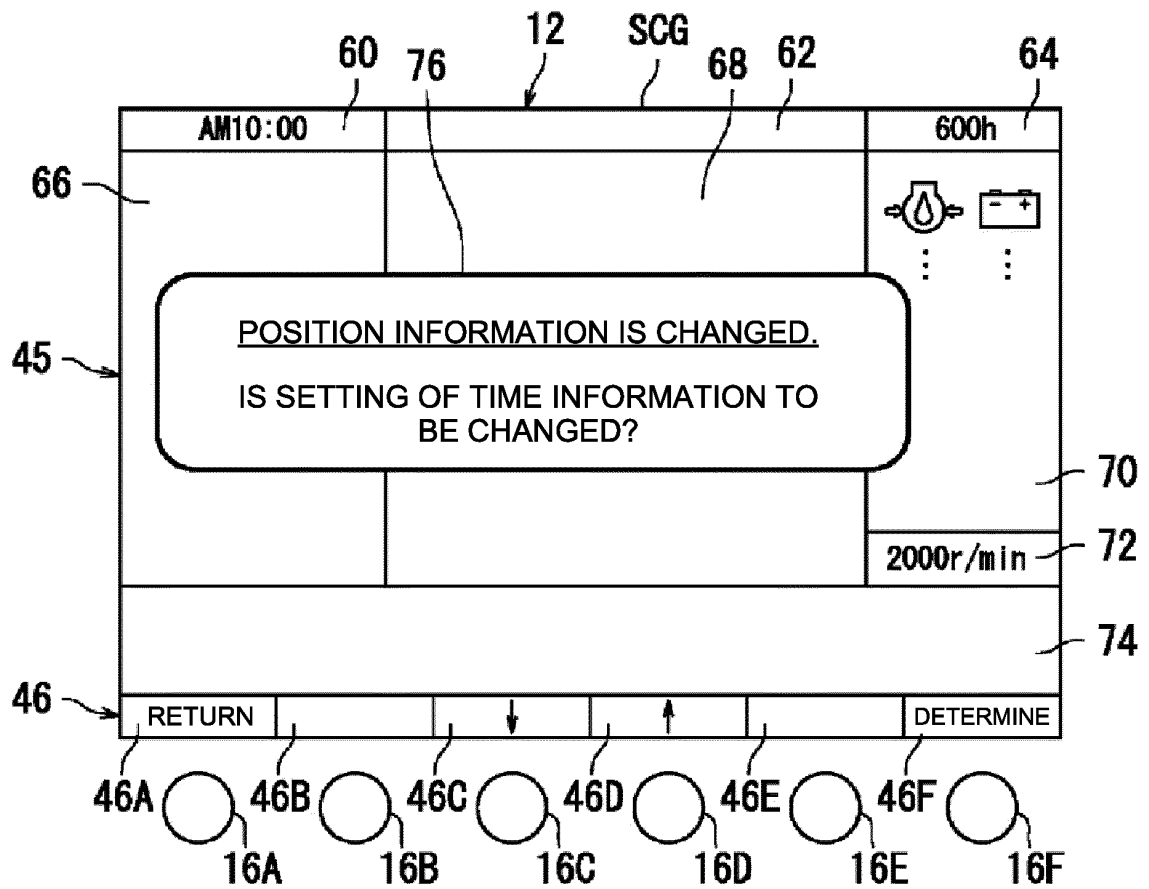 12 SCG
76 60 68 62 64
AM10:00 600h
66
- +
POSITION INFORMATION IS CHANGED.
45
IS SETTING OF TIME INFORMATION TO
BE CHANGED?
70
2000r/min 72
74
46
RETURN ↓ ↑ DETERMINE
46A 46B 46C 46D 46E 46F
16A 16B 16C 16D 16E 16F